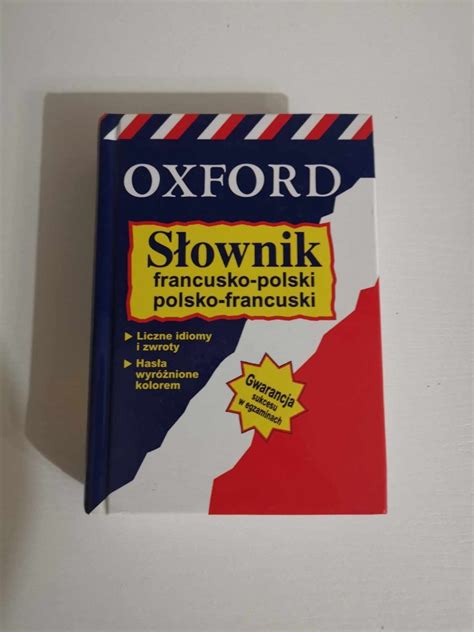 OXFORD
Słownik
francusko-polski
polsko-francuski
Liczne idiomy
i zwroty
Hasła
wyróżnione
kolorem
Gwarancja
sukcesu
w egzaminach